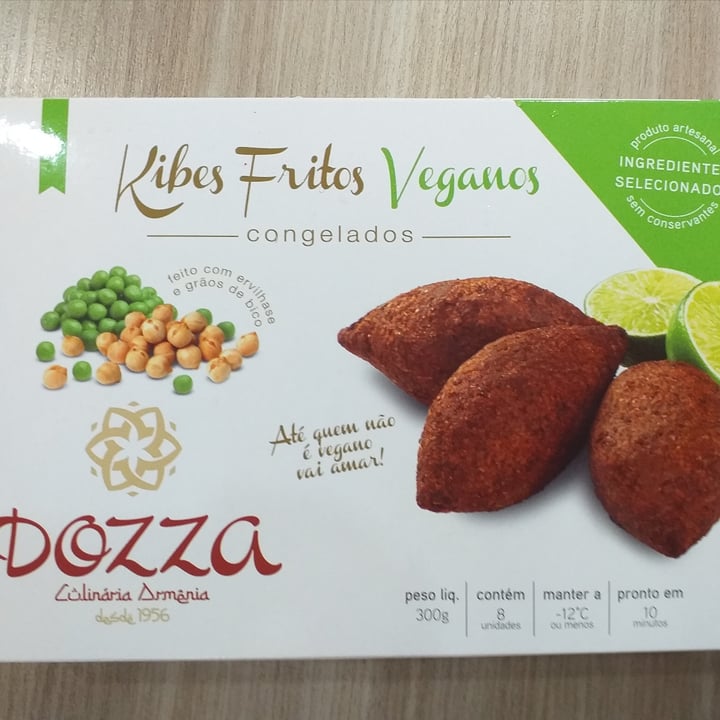 Kibes Fritos Veganos
congelados
produto artesanal
INGREDIENTE
SELECIONADO
sem conservantes
feito com ervilhase
e grãos de bico
Até quem não
é vegano
vai amar!
DOZZA
Culinária Armênia
desde 1956
peso liq.
300g
contém
8
unidades
manter a
-12°C
ou menos
pronto em
10
minutos